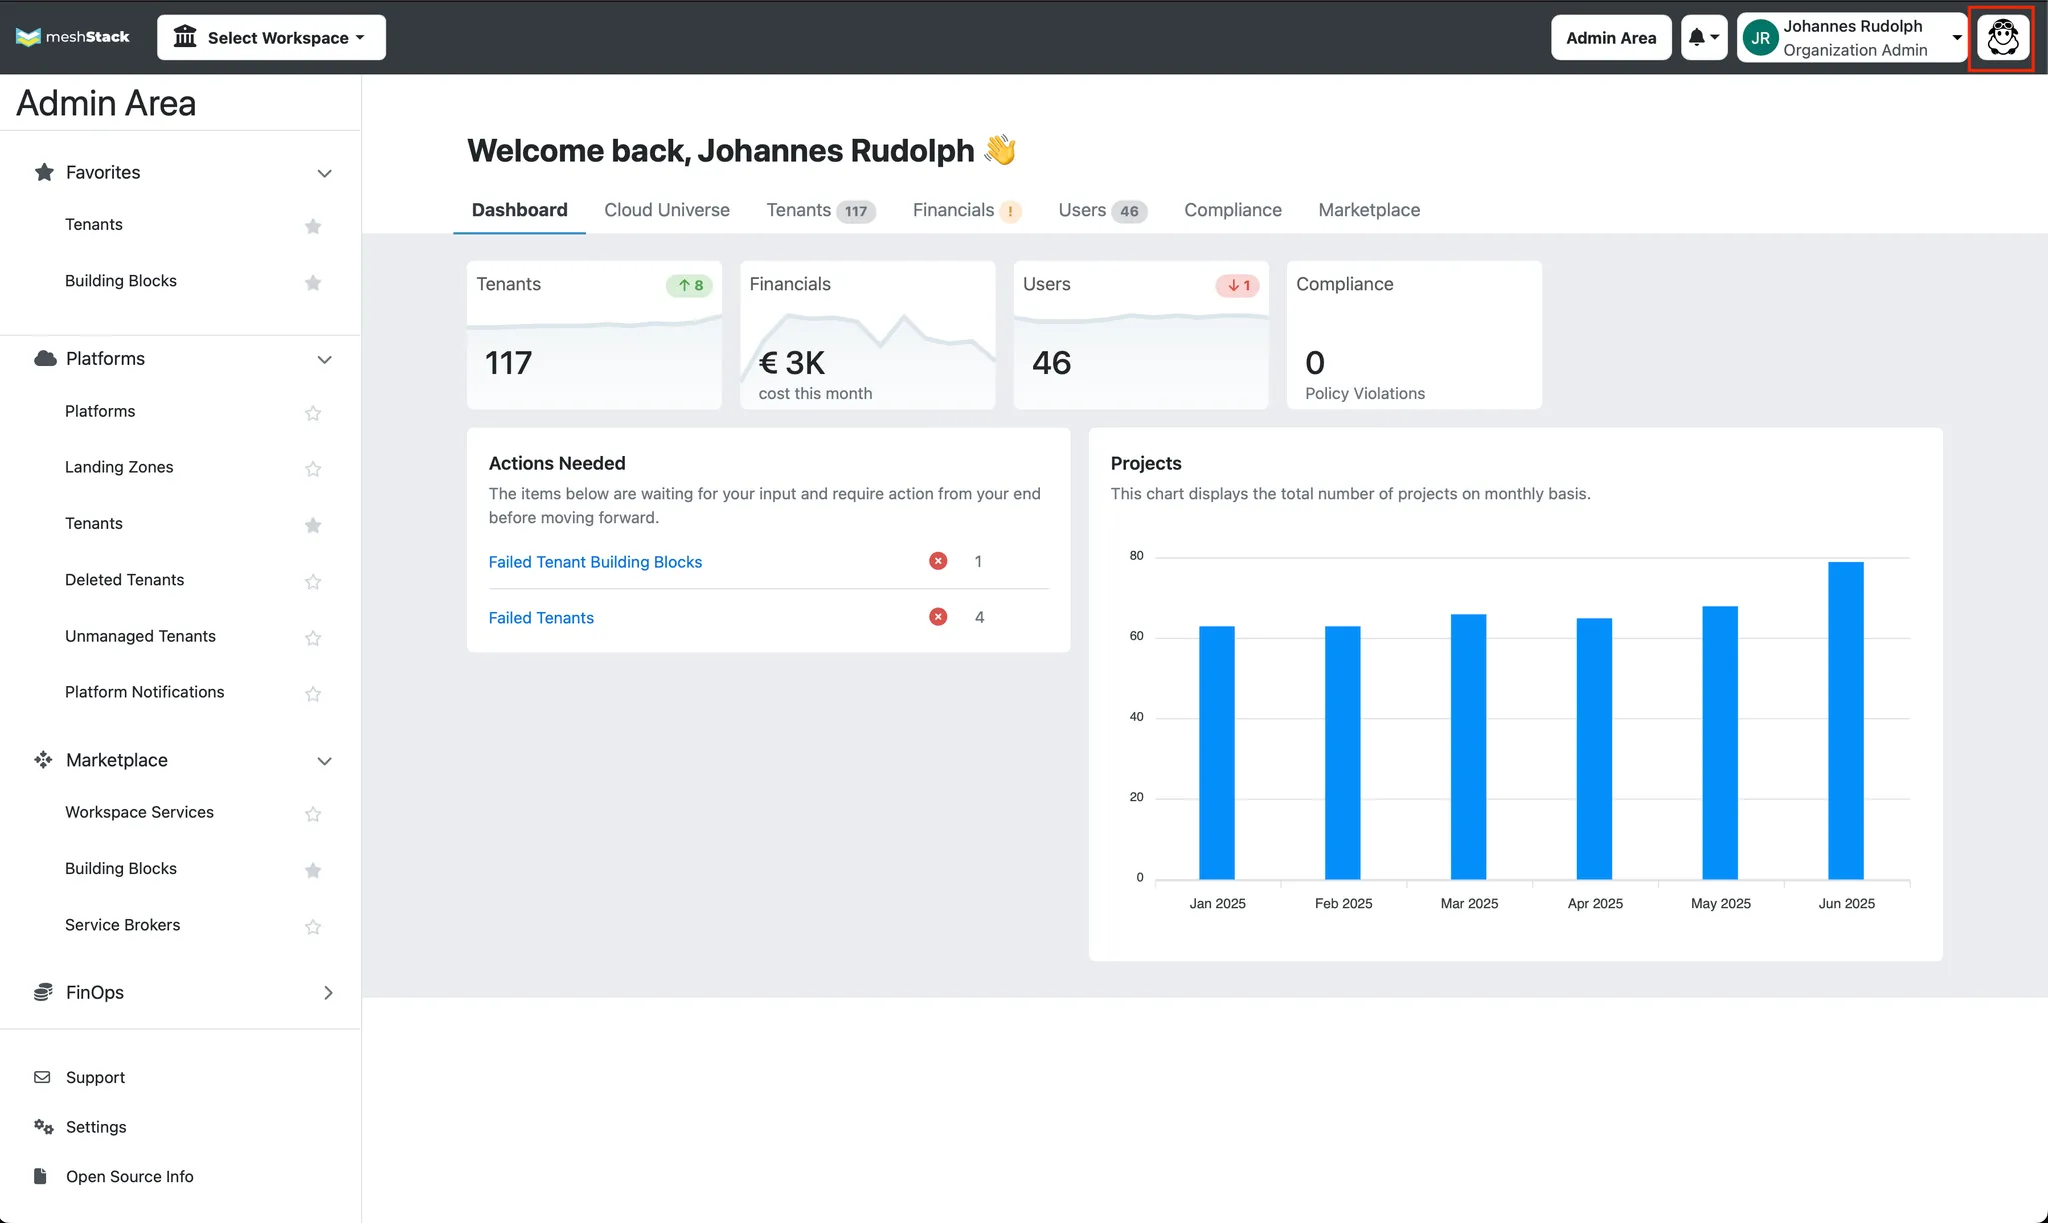 meshStack
Select Workspace
Admin Area
JR
Johannes Rudolph
Organization Admin
Admin Area
Favorites
Tenants
Building Blocks
Platforms
Platforms
Landing Zones
Tenants
Deleted Tenants
Unmanaged Tenants
Platform Notifications
Marketplace
Workspace Services
Building Blocks
Service Brokers
FinOps
Support
Settings
Open Source Info
Welcome back, Johannes Rudolph 👋
Dashboard
Cloud Universe
Tenants 117
Financials !
Users 46
Compliance
Marketplace
Tenants
↑ 8
117
Financials
€ 3K
cost this month
Users
↓ 1
46
Compliance
0
Policy Violations
Actions Needed
The items below are waiting for your input and require action from your end
before moving forward.
Failed Tenant Building Blocks 1
Failed Tenants 4
Projects
This chart displays the total number of projects on monthly basis.
80
60
40
20
0
Jan 2025
Feb 2025
Mar 2025
Apr 2025
May 2025
Jun 2025